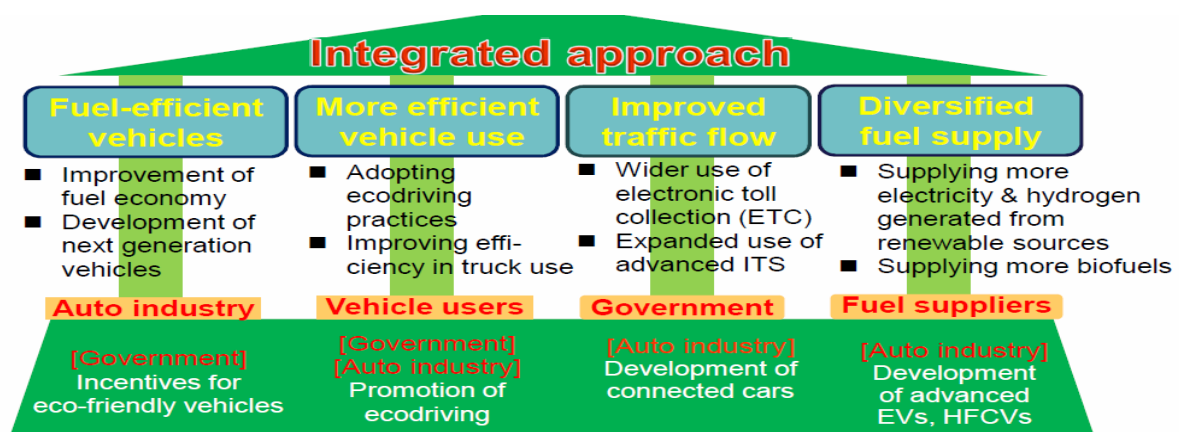 Integrated approach
Fuel-efficient
vehicles
■ Improvement of
fuel economy
■ Development of
next generation
vehicles
Auto industry
[Government]
Incentives for
eco-friendly vehicles
More efficient
vehicle use
■ Adopting
ecodriving
practices
■ Improving effi-
ciency in truck use
Vehicle users
[Government]
[Auto industry]
Promotion of
ecodriving
Improved
traffic flow
■ Wider use of
electronic toll
collection (ETC)
■ Expanded use of
advanced ITS
Government
[Auto industry]
Development of
connected cars
Diversified
fuel supply
■ Supplying more
electricity & hydrogen
generated from
renewable sources
■ Supplying more biofuels
Fuel suppliers
[Auto industry]
Development
of advanced
EVs, HFCVs